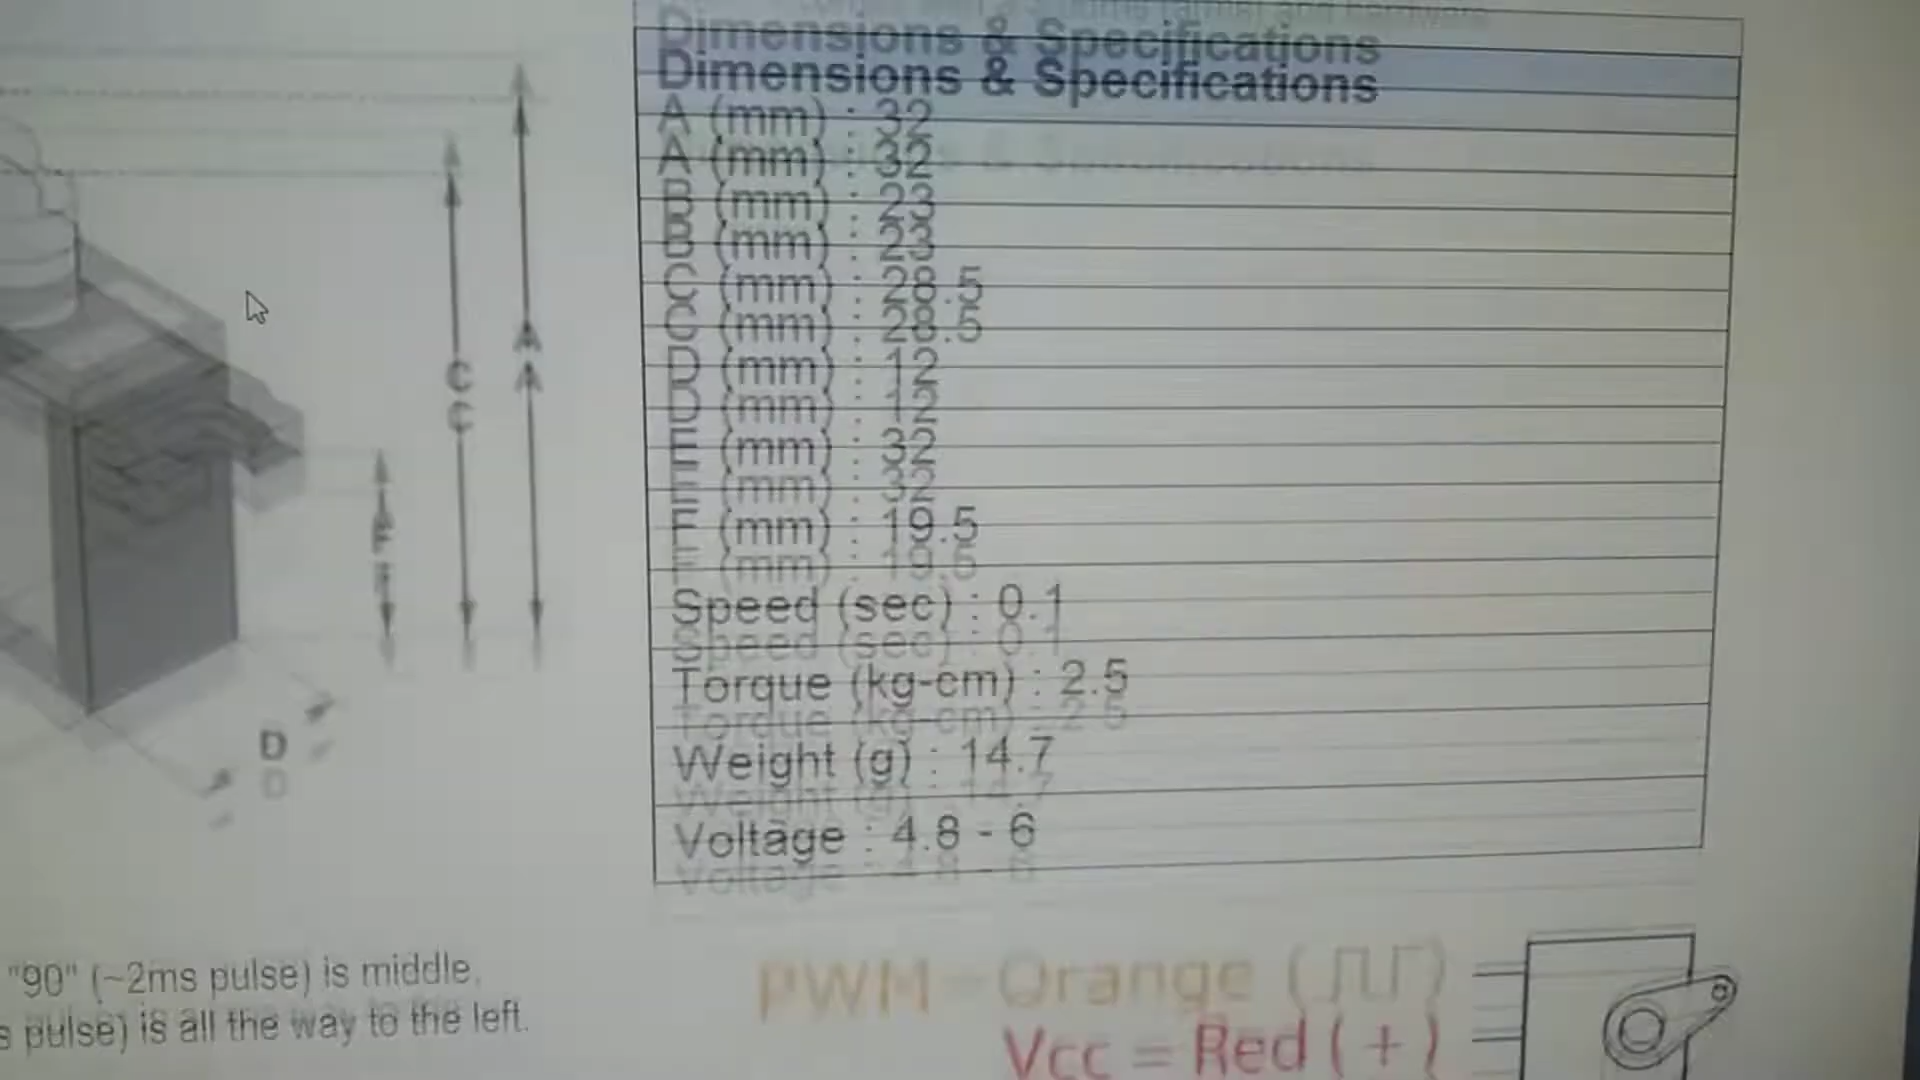 Dimensions & Specifications
A (mm) : 32
B (mm) : 23
C (mm) : 28.5
D (mm) : 12
E (mm) : 32
F (mm) : 19.5
Speed (sec) : 0.1
Torque (kg-cm) : 2.5
Weight (g) : 14.7
Voltage : 4.8 - 6
A
C
F
D
"90" (~2ms pulse) is middle,
pulse) is all the way to the left.
PWM=Orange (
Vcc = Red ( + )